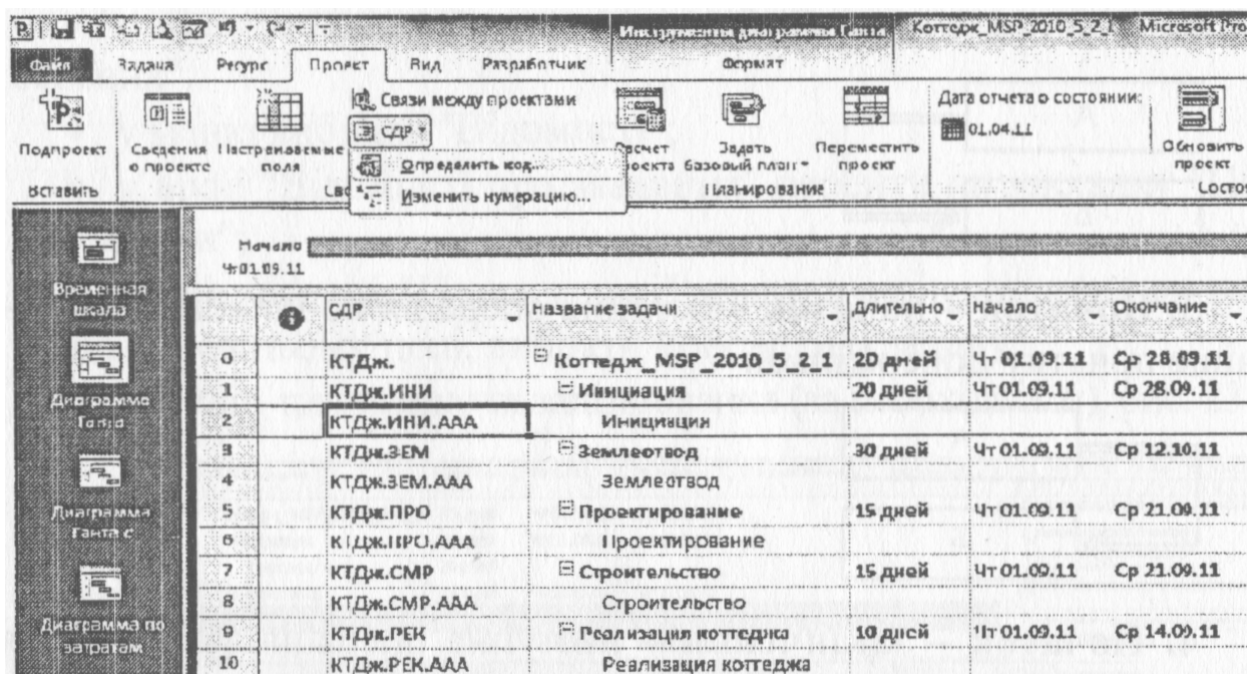 Инструменты диаграммы Ганта Коттедж_MSP_2010_5_2_1 Microsoft Pro
Файл Задача Ресурс Проект Вид Разработчик Формат
Связи между проектами Дата отчета о состоянии:
СДР 01.04.11
Подпроект Сведения Настраиваемые Расчет Задать Переместить Обновить
о проекте поля Определить код... проекта базовый план проект проект
Вставить Изменить нумерацию... Планирование
Начало
Чт 01.09.11
Временная
шкала
СДР Название задачи Длительно Начало Окончание
0 КТДж. Коттедж_MSP_2010_5_2_1 20 дней Чт 01.09.11 Ср 28.09.11
1 КТДж.ИНИ Инициация 20 дней Чт 01.09.11 Ср 28.09.11
Диаграмма
Ганта
2 КТДж.ИНИ.ААА Инициация
3 КТДж.ЗЕМ Землеотвод 30 дней Чт 01.09.11 Ср 12.10.11
4 КТДж.ЗЕМ.ААА Землеотвод
5 КТДж.ПРО Проектирование 15 дней Чт 01.09.11 Ср 21.09.11
Диаграмма
Ганта с
6 КТДж.ПРО.ААА Проектирование
7 КТДж.СМР Строительство 15 дней Чт 01.09.11 Ср 21.09.11
8 КТДж.СМР.ААА Строительство
Диаграмма по
затратам
9 КТДж.РЕК Реализация коттеджа 10 дней Чт 01.09.11 Ср 14.09.11
10 КТДж.РЕК.ААА Реализация коттеджа